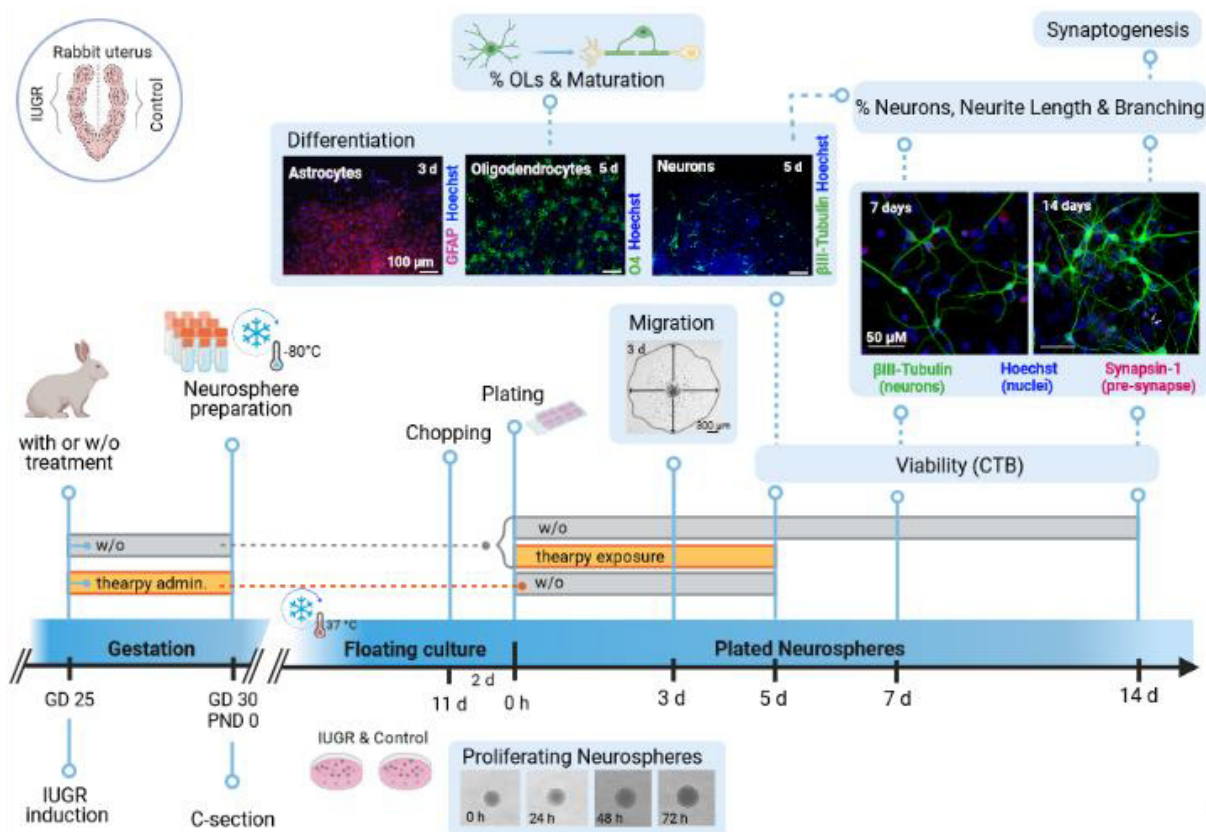 Rabbit uterus
IUGR
Control
% OLs & Maturation
Synaptogenesis
% Neurons, Neurite Length & Branching
Differentiation
Astrocytes
3 d
100 µm
GFAP Hoechst
Oligodendrocytes
5 d
O4 Hoechst
Neurons
5 d
βIII-Tubulin Hoechst
7 days
50 µM
14 days
βIII-Tubulin
(neurons)
Hoechst
(nuclei)
Synapsin-1
(pre-synapse)
-80°C
Neurosphere
preparation
with or w/o
treatment
Migration
3 d
300 µm
Plating
Chopping
Viability (CTB)
w/o
thearpy admin.
w/o
thearpy exposure
w/o
37 °C
Gestation
Floating culture
Plated Neurospheres
GD 25
GD 30
PND 0
11 d
2 d
0 h
3 d
5 d
7 d
14 d
IUGR
induction
C-section
IUGR & Control
Proliferating Neurospheres
0 h
24 h
48 h
72 h